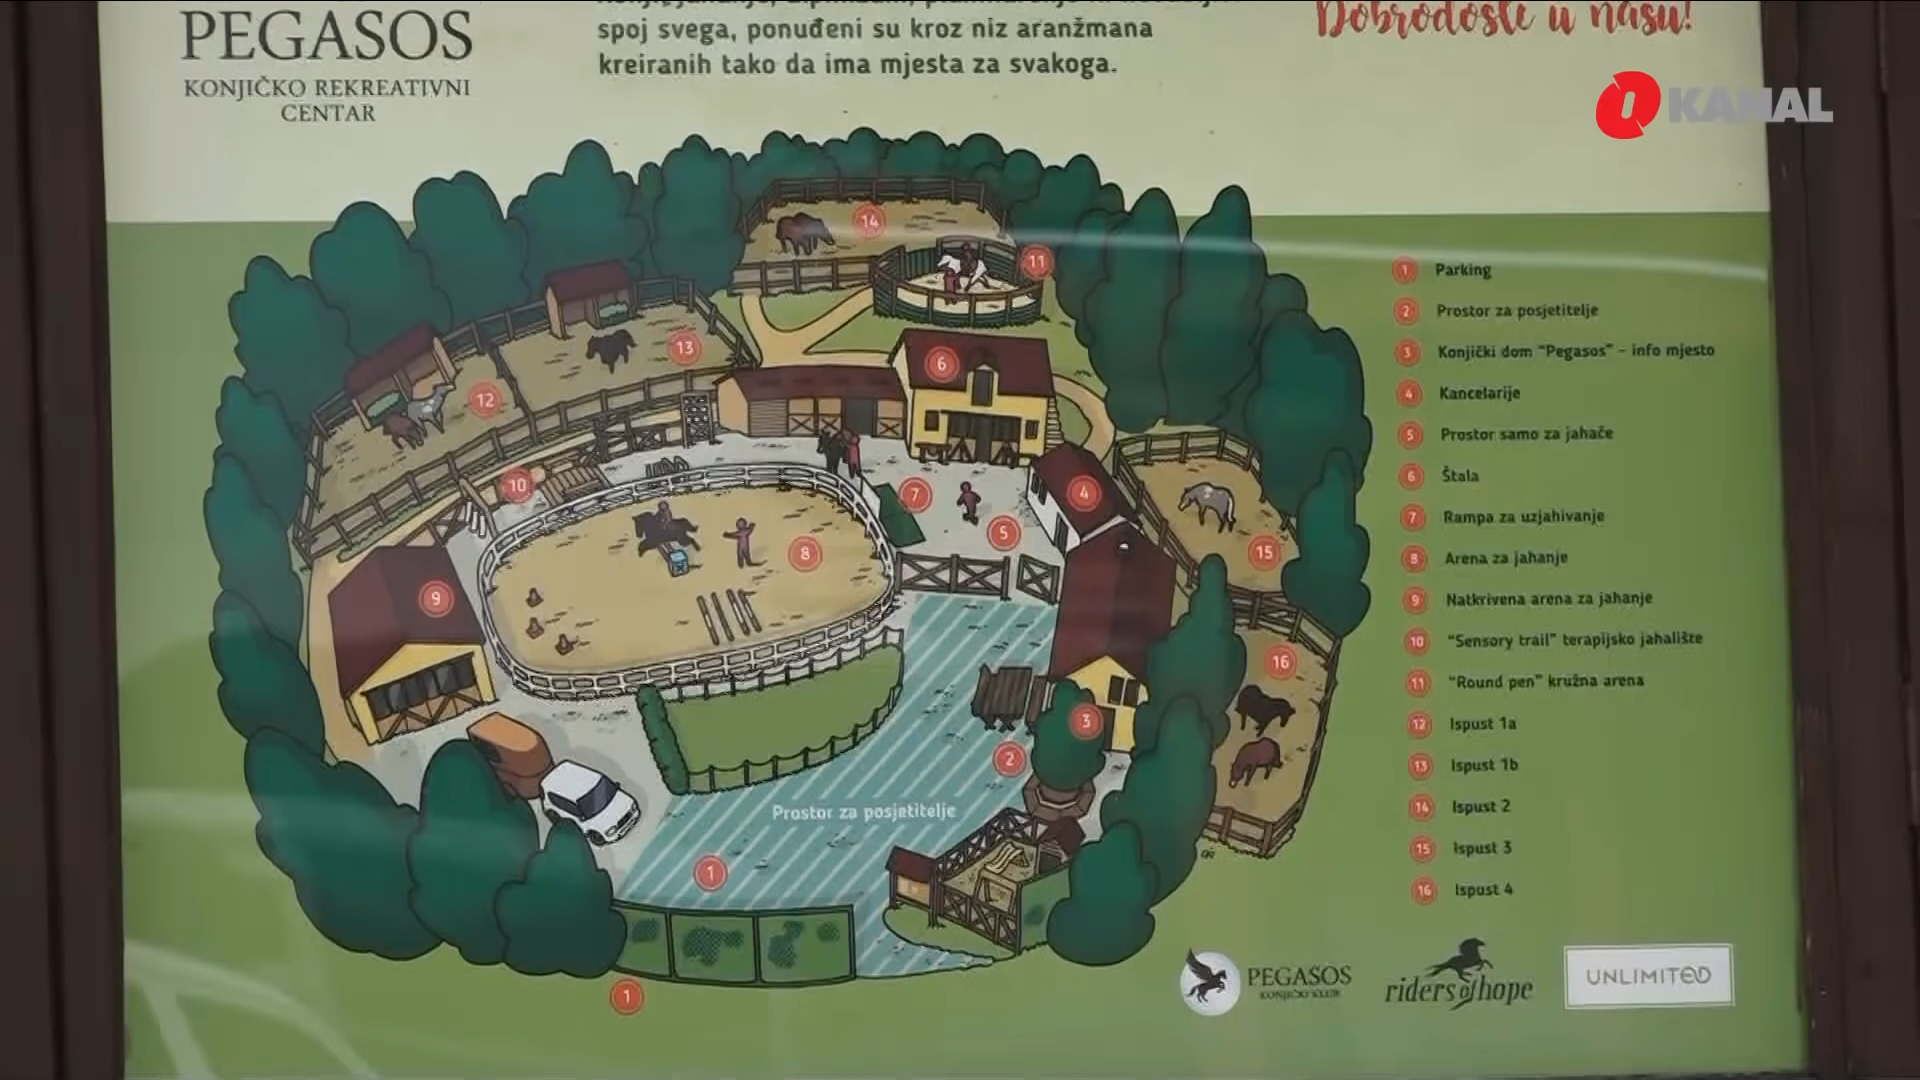 PEGASOS
KONJIČKO REKREATIVNI
CENTAR
spoj svega, ponuđeni su kroz niz aranžmana
kreiranih tako da ima mjesta za svakoga.
Dobrodošle u našu!
O KANAL
14
11
6
13
12
10
7
4
5
8
15
9
16
3
2
Prostor za posjetitelje
1
1
1 Parking
2 Prostor za posjetitelje
3 Konjički dom "Pegasos" - info mjesto
4 Kancelarije
5 Prostor samo za jahače
6 Štala
7 Rampa za uzjahivanje
8 Arena za jahanje
9 Natkrivena arena za jahanje
10 "Sensory trail" terapijsko jahalište
11 "Round pen" kružna arena
12 Ispust 1a
13 Ispust 1b
14 Ispust 2
15 Ispust 3
16 Ispust 4
PEGASOS
KONJIČKI KLUB
riders of hope
UNLIMITED